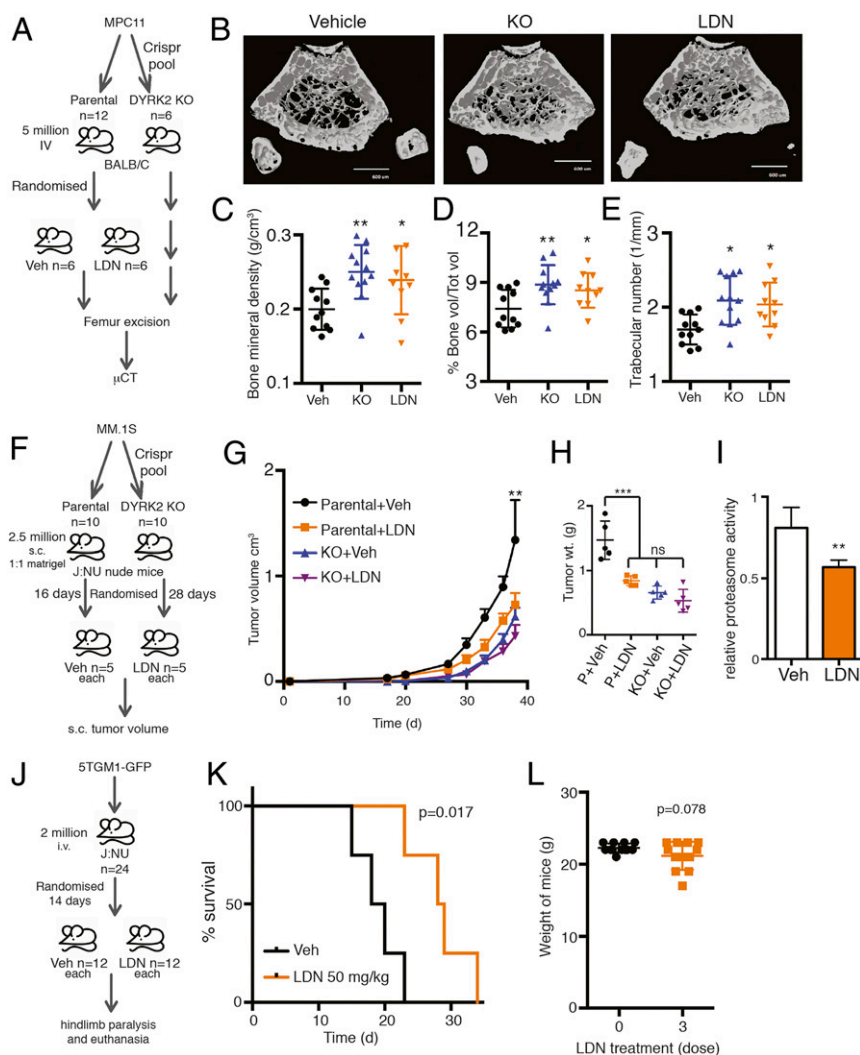 A
MPC11
Crispr
pool
Parental
n=12
DYRK2 KO
n=6
5 million
IV
BALB/C
Randomised
Veh n=6
LDN n=6
Femur excision
μCT
B
Vehicle
KO
LDN
600 um
600 um
600 um
C
Bone mineral density (g/cm³)
0.3
0.2
0.1
**
*
Veh
KO
LDN
D
% Bone vol/Tot vol
12
9
6
3
**
*
Veh
KO
LDN
E
Trabecular number (1/mm)
3
2
1
*
*
Veh
KO
LDN
F
MM.1S
Crispr
pool
Parental
n=10
DYRK2 KO
n=10
2.5 million
s.c.
1:1 matrigel
J:NU nude mice
16 days
Randomised
28 days
Veh n=5
each
LDN n=5
each
s.c. tumor volume
G
Tumor volume cm³
2
1
0
Parental+Veh
Parental+LDN
KO+Veh
KO+LDN
**
0
10
20
30
40
Time (d)
H
Tumor wt. (g)
2
1
0
***
ns
P+Veh
P+LDN
KO+Veh
KO+LDN
I
relative proteasome activity
1
0.5
0
**
Veh
LDN
J
5TGM1-GFP
2 million
i.v.
J:NU
n=24
Randomised
14 days
Veh n=12
each
LDN n=12
each
hindlimb paralysis
and euthanasia
K
% survival
100
50
0
p=0.017
Veh
LDN 50 mg/kg
0
10
20
30
Time (d)
L
Weight of mice (g)
30
20
10
0
p=0.078
0
3
LDN treatment (dose)